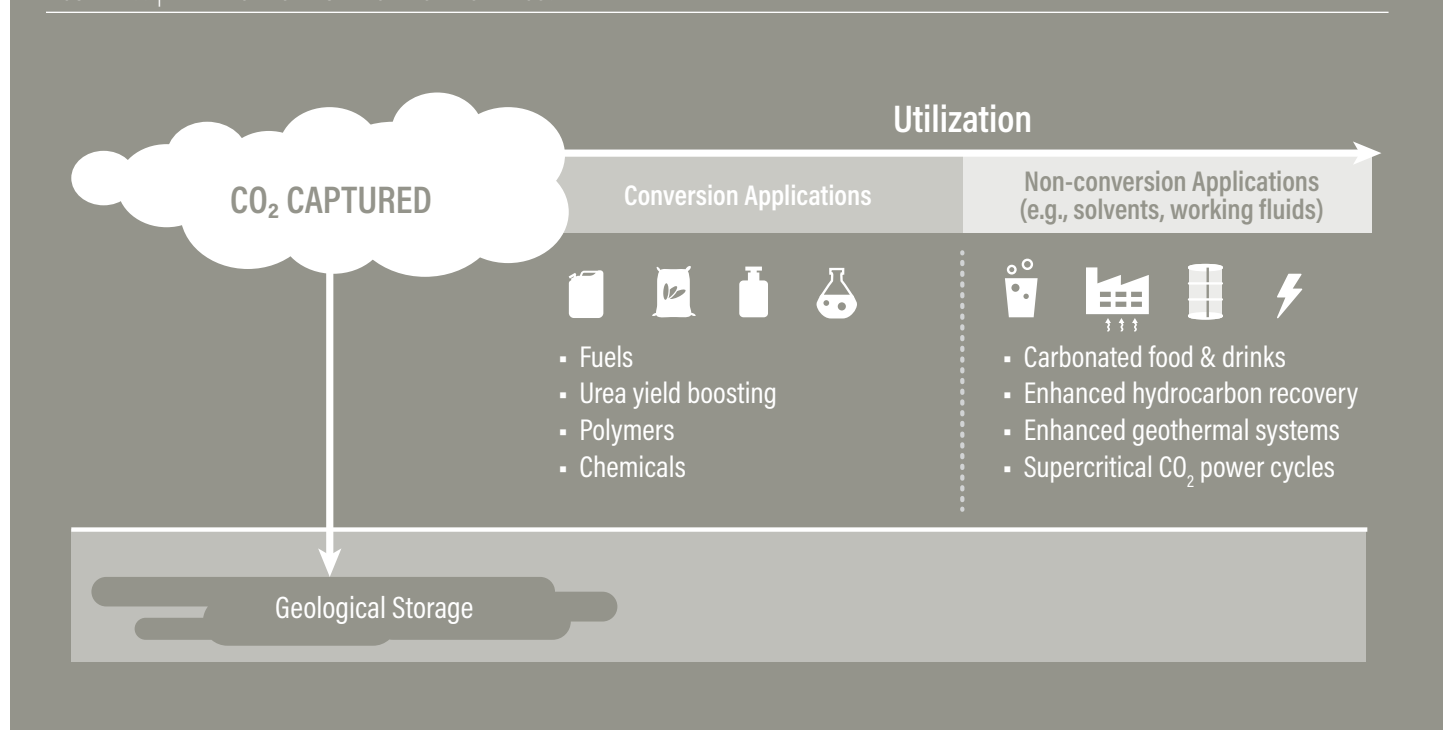 Utilization
CO₂ CAPTURED
Conversion Applications
Non-conversion Applications
(e.g., solvents, working fluids)
▪ Fuels
▪ Urea yield boosting
▪ Polymers
▪ Chemicals
▪ Carbonated food & drinks
▪ Enhanced hydrocarbon recovery
▪ Enhanced geothermal systems
▪ Supercritical CO₂ power cycles
Geological Storage